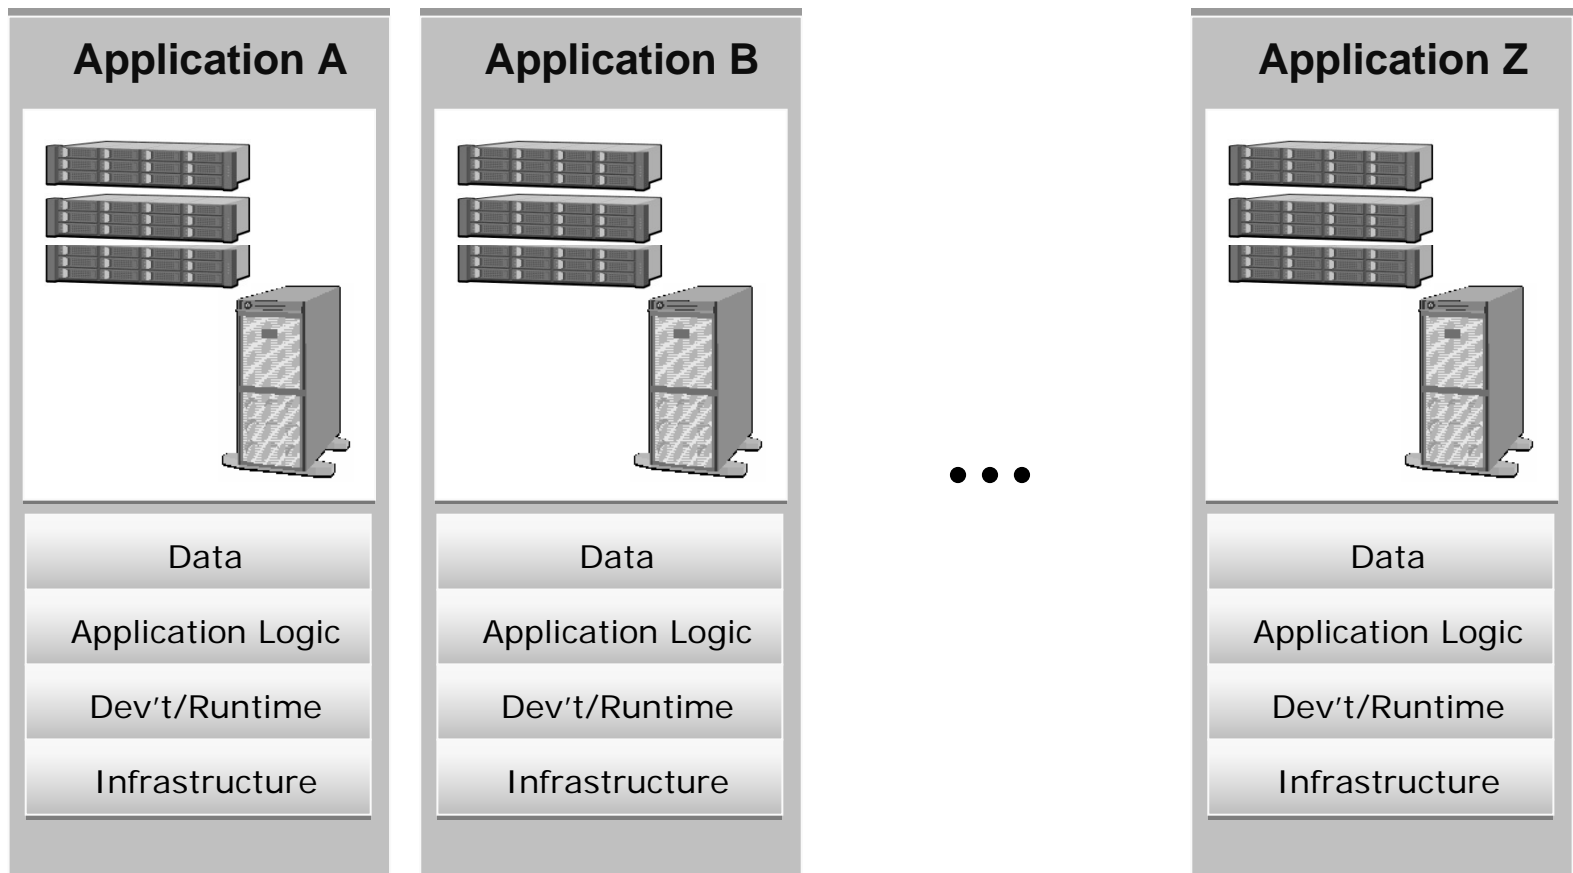 Application A
Data
Application Logic
Dev't/Runtime
Infrastructure
Application B
Data
Application Logic
Dev't/Runtime
Infrastructure
...
Application Z
Data
Application Logic
Dev't/Runtime
Infrastructure